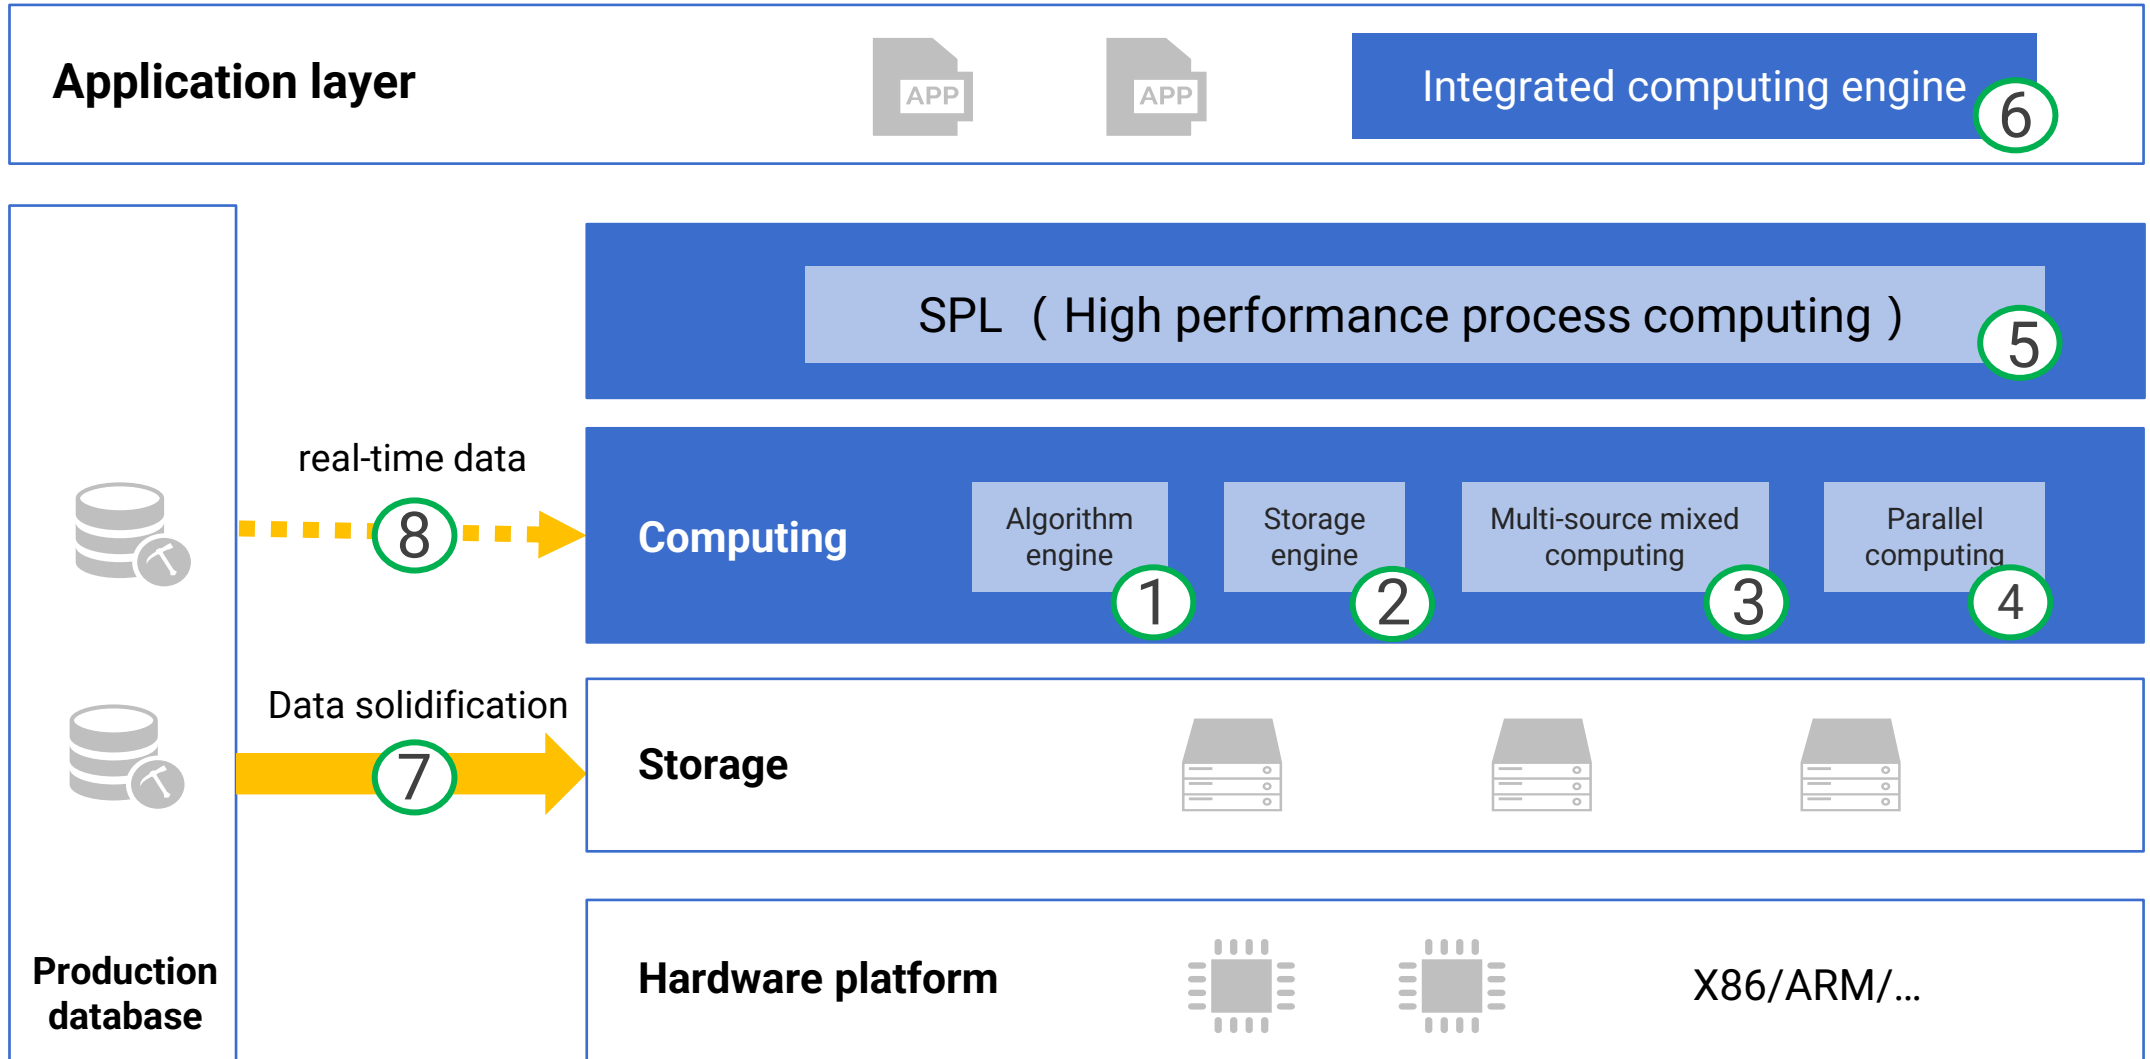 Application layer
APP
APP
Integrated computing engine
6
SPL ( High performance process computing )
5
real-time data
8
Computing
Algorithm
engine
1
Storage
engine
2
Multi-source mixed
computing
3
Parallel
computing
4
Data solidification
7
Storage
Production
database
Hardware platform
X86/ARM/...